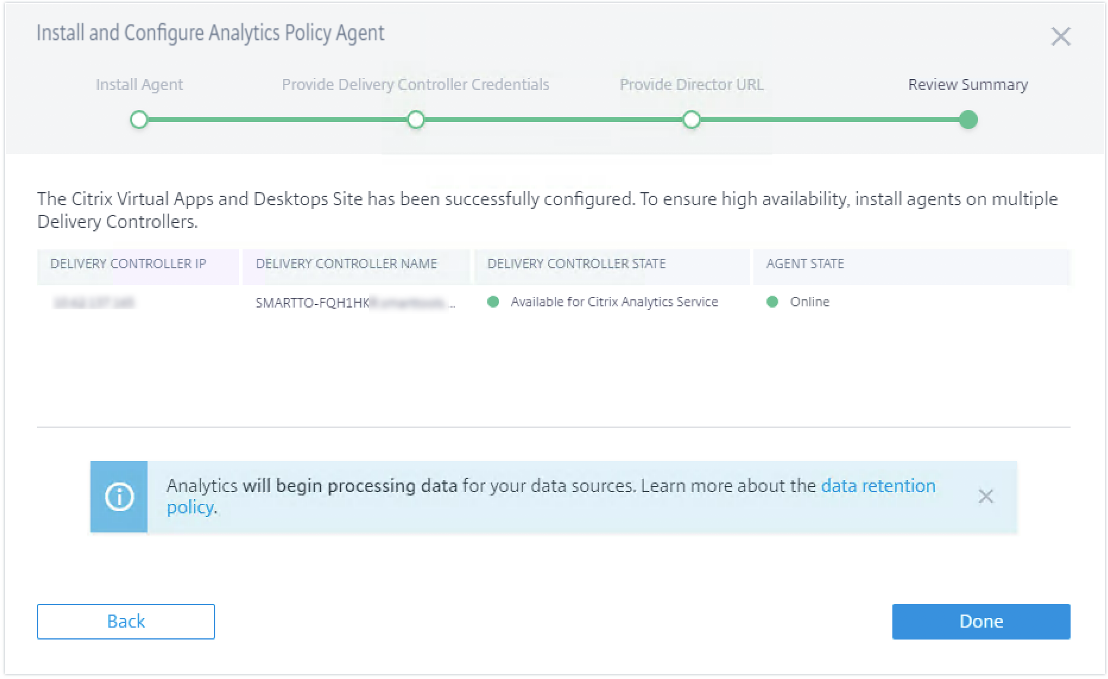 Install and Configure Analytics Policy Agent
Install Agent
Provide Delivery Controller Credentials
Provide Director URL
Review Summary
The Citrix Virtual Apps and Desktops Site has been successfully configured. To ensure high availability, install agents on multiple
Delivery Controllers.
DELIVERY CONTROLLER IP
DELIVERY CONTROLLER NAME
DELIVERY CONTROLLER STATE
AGENT STATE
SMARTTO-FQH1HK
Available for Citrix Analytics Service
Online
Analytics will begin processing data for your data sources. Learn more about the data retention
policy.
Back
Done